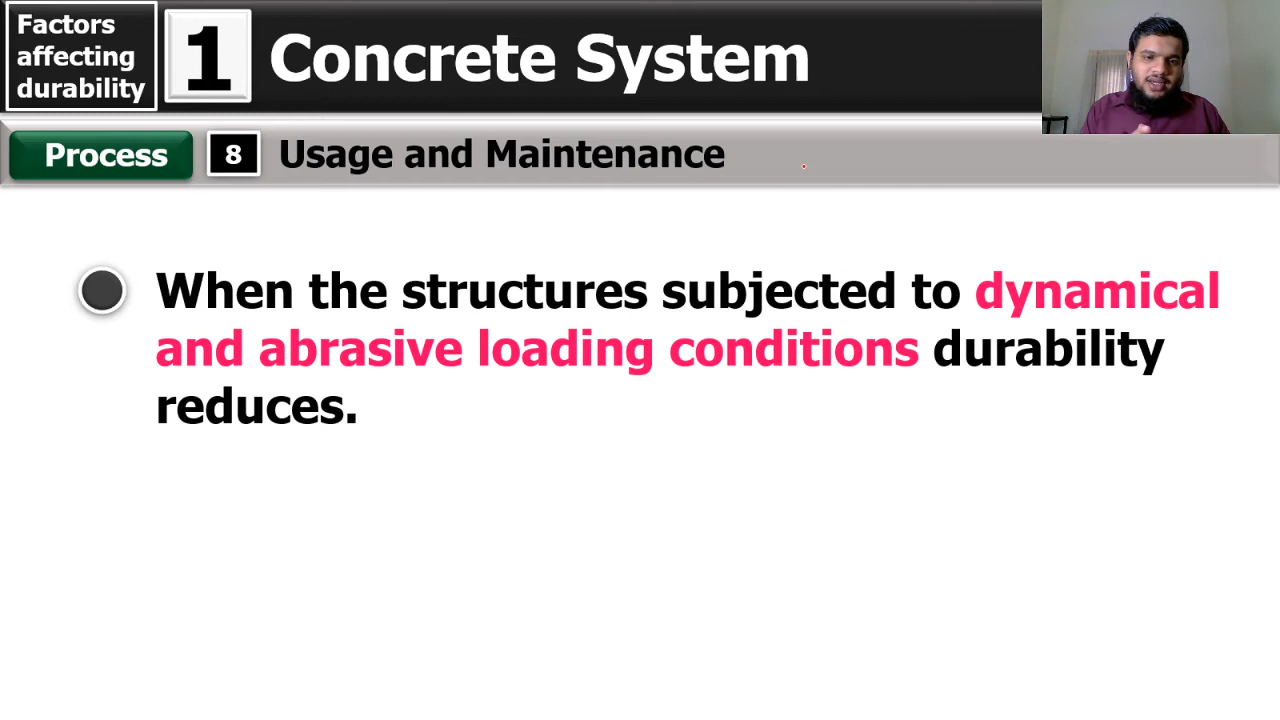 Factors
affecting
durability
1
Concrete System
Process
8
Usage and Maintenance
When the structures subjected to dynamical
and abrasive loading conditions durability
reduces.